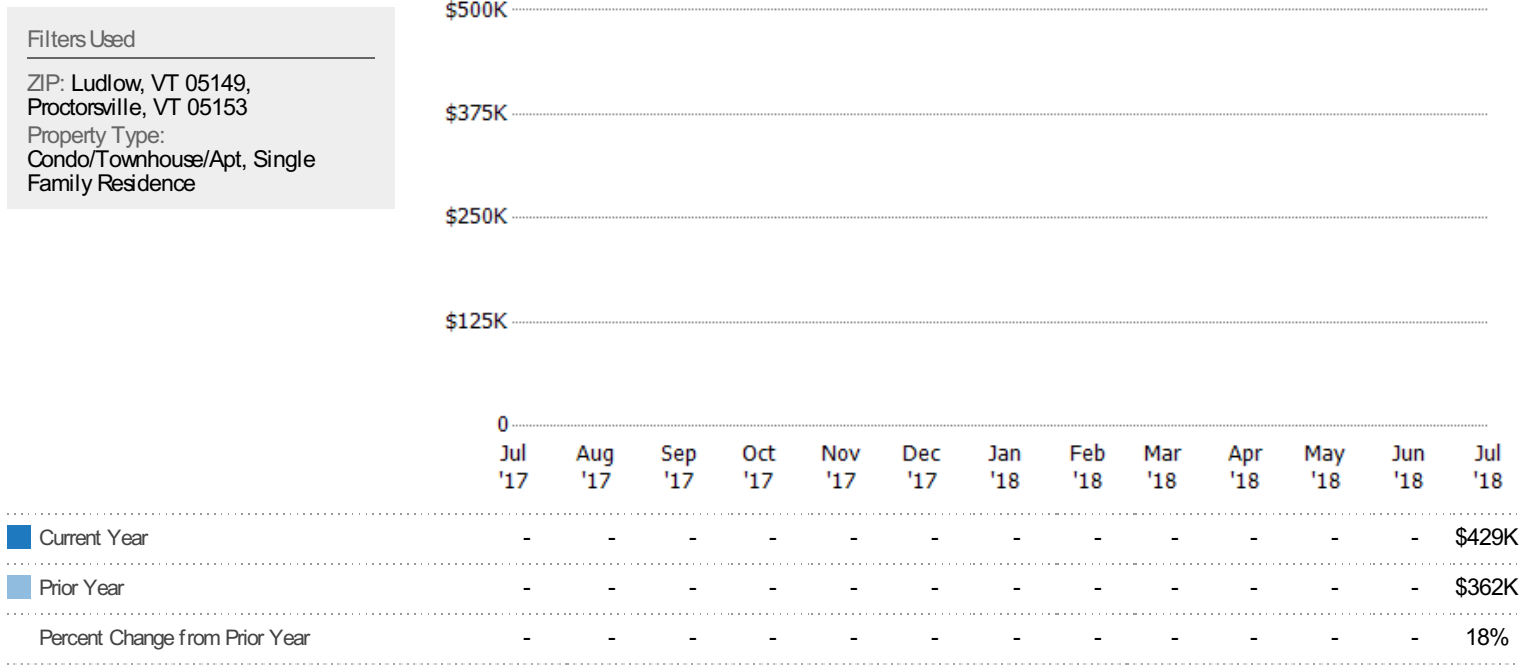 Filters Used
ZIP: Ludlow, VT 05149,
Proctorsville, VT 05153
Property Type:
Condo/Townhouse/Apt, Single
Family Residence
$500K
$375K
$250K
$125K
0
Jul '17 Aug '17 Sep '17 Oct '17 Nov '17 Dec '17 Jan '18 Feb '18 Mar '18 Apr '18 May '18 Jun '18 Jul '18
Current Year - - - - - - - - - - - - $429K
Prior Year - - - - - - - - - - - - $362K
Percent Change from Prior Year - - - - - - - - - - - - 18%